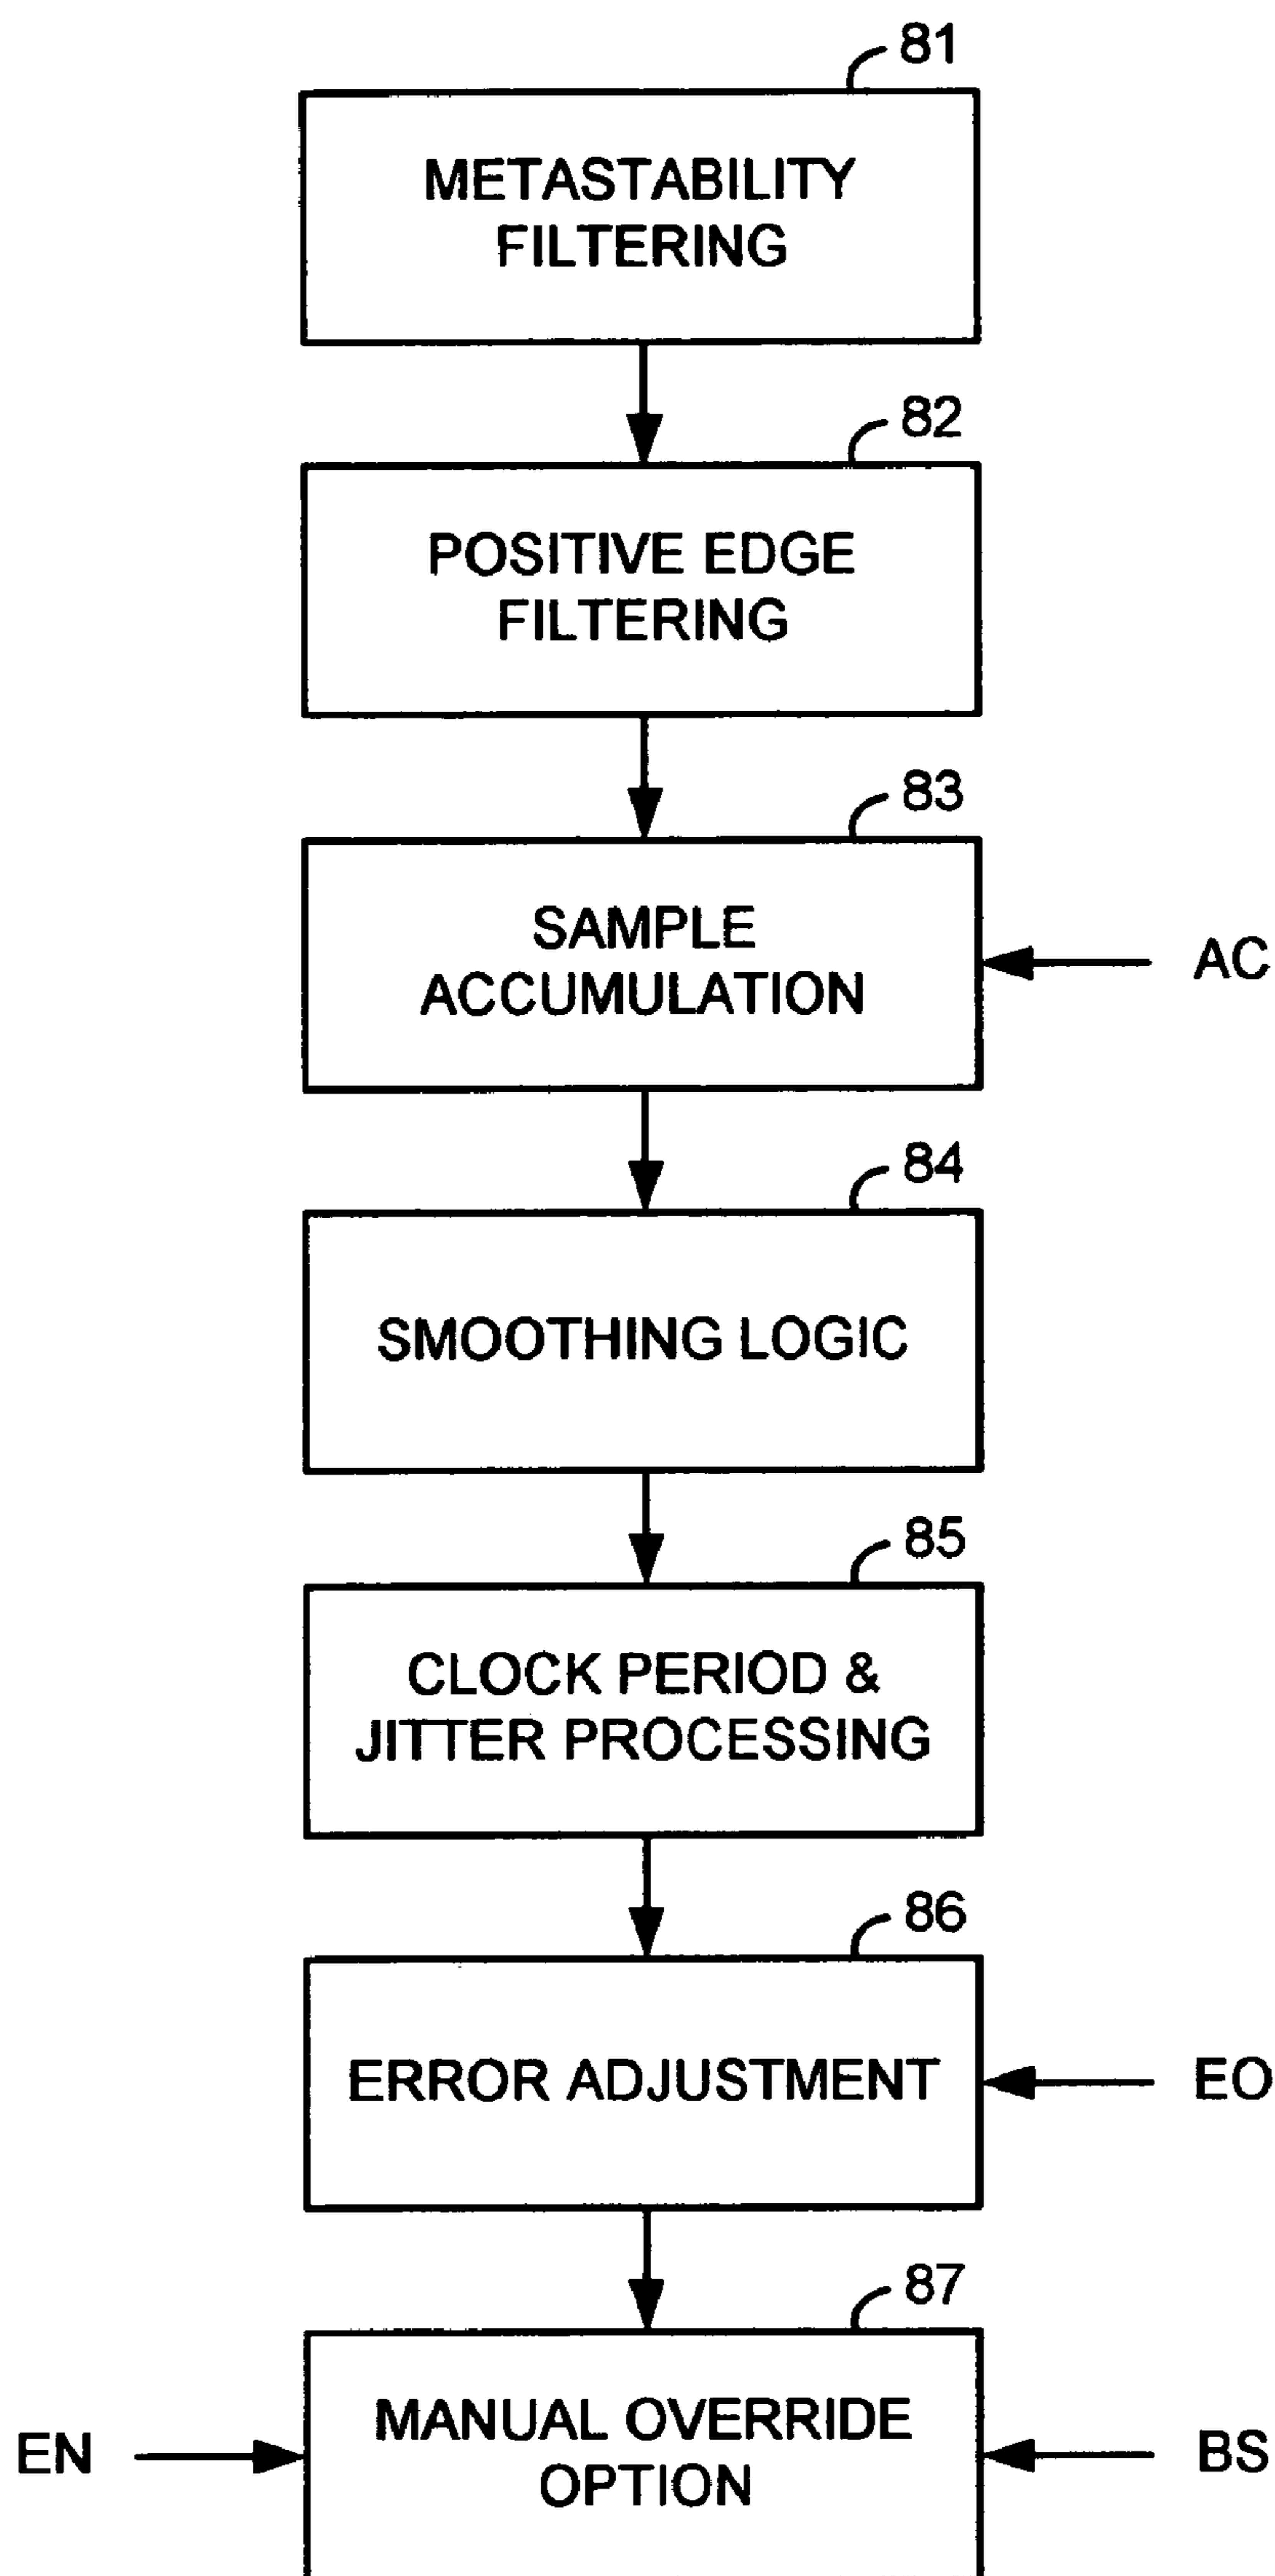 81
METASTABILITY
FILTERING
82
POSITIVE EDGE
FILTERING
83
SAMPLE
ACCUMULATION
AC
84
SMOOTHING LOGIC
85
CLOCK PERIOD &
JITTER PROCESSING
86
ERROR ADJUSTMENT
EO
87
MANUAL OVERRIDE
OPTION
EN
BS